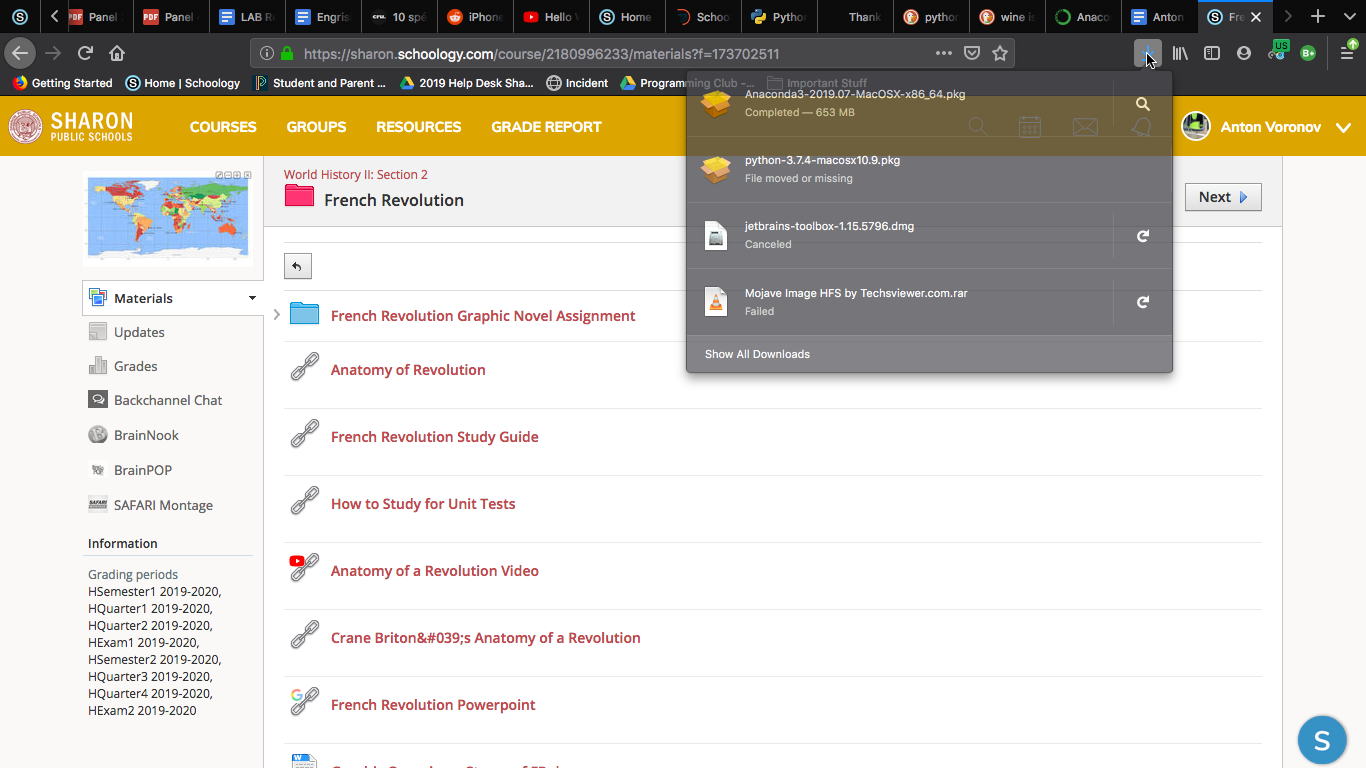 Panel
Panel
LAB R
Engris
CПL
10 spé
iPhone
Hello
Home
Schoo
Pytho
Thank
python
wine is
Anaco
Anton
Fre
https://sharon.schoology.com/course/2180996233/materials?f=173702511
US
B+
Getting Started
Home | Schoology
Student and Parent ...
2019 Help Desk Sha...
Incident
Programming Club –...
Important Stuff
SHARON
PUBLIC SCHOOLS
COURSES
GROUPS
RESOURCES
GRADE REPORT
Anton Voronov
Anaconda3-2019.07-MacOSX-x86_64.pkg
Completed — 653 MB
python-3.7.4-macosx10.9.pkg
File moved or missing
jetbrains-toolbox-1.15.5796.dmg
Canceled
Mojave Image HFS by Techsviewer.com.rar
Failed
Show All Downloads
World History II: Section 2
French Revolution
Next
Materials
Updates
Grades
Backchannel Chat
BrainNook
BrainPOP
SAFARI Montage
Information
Grading periods
HSemester1 2019-2020,
HQuarter1 2019-2020,
HQuarter2 2019-2020,
HExam1 2019-2020,
HSemester2 2019-2020,
HQuarter3 2019-2020,
HQuarter4 2019-2020,
HExam2 2019-2020
French Revolution Graphic Novel Assignment
Anatomy of Revolution
French Revolution Study Guide
How to Study for Unit Tests
Anatomy of a Revolution Video
Crane Briton&#039;s Anatomy of a Revolution
French Revolution Powerpoint
S